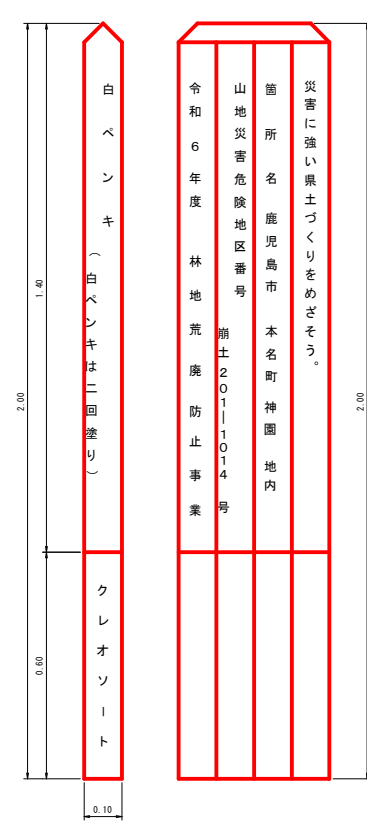 白ペンキ
（白ペンキは二回塗り）
クレオソート
1.40
2.00
0.60
0.10
令和6年度 林地荒廃防止事業
山地災害危険地区番号
崩土201ー1014号
箇所名 鹿児島市 本名町 神園 地内
災害に強い県土づくりをめざそう。
2.00